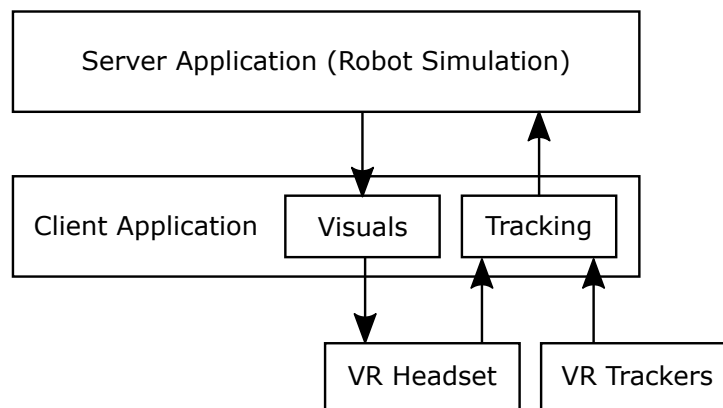 Server Application (Robot Simulation)
Client Application
Visuals
Tracking
VR Headset
VR Trackers